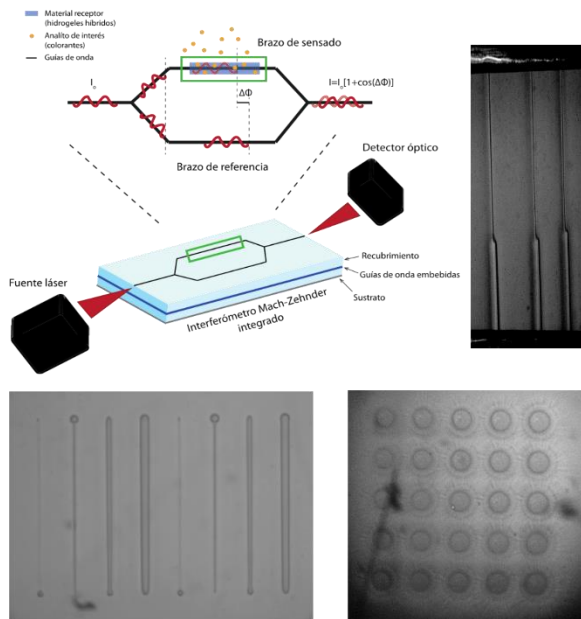 Material receptor
(hidrogeles híbridos)
Analito de interés
(colorantes)
Guías de onda
Brazo de sensado
I₀
ΔΦ
I=I₀[1+cos(ΔΦ)]
Brazo de referencia
Detector óptico
Fuente láser
Recubrimiento
Guías de onda embebidas
Sustrato
Interferómetro Mach-Zehnder
integrado